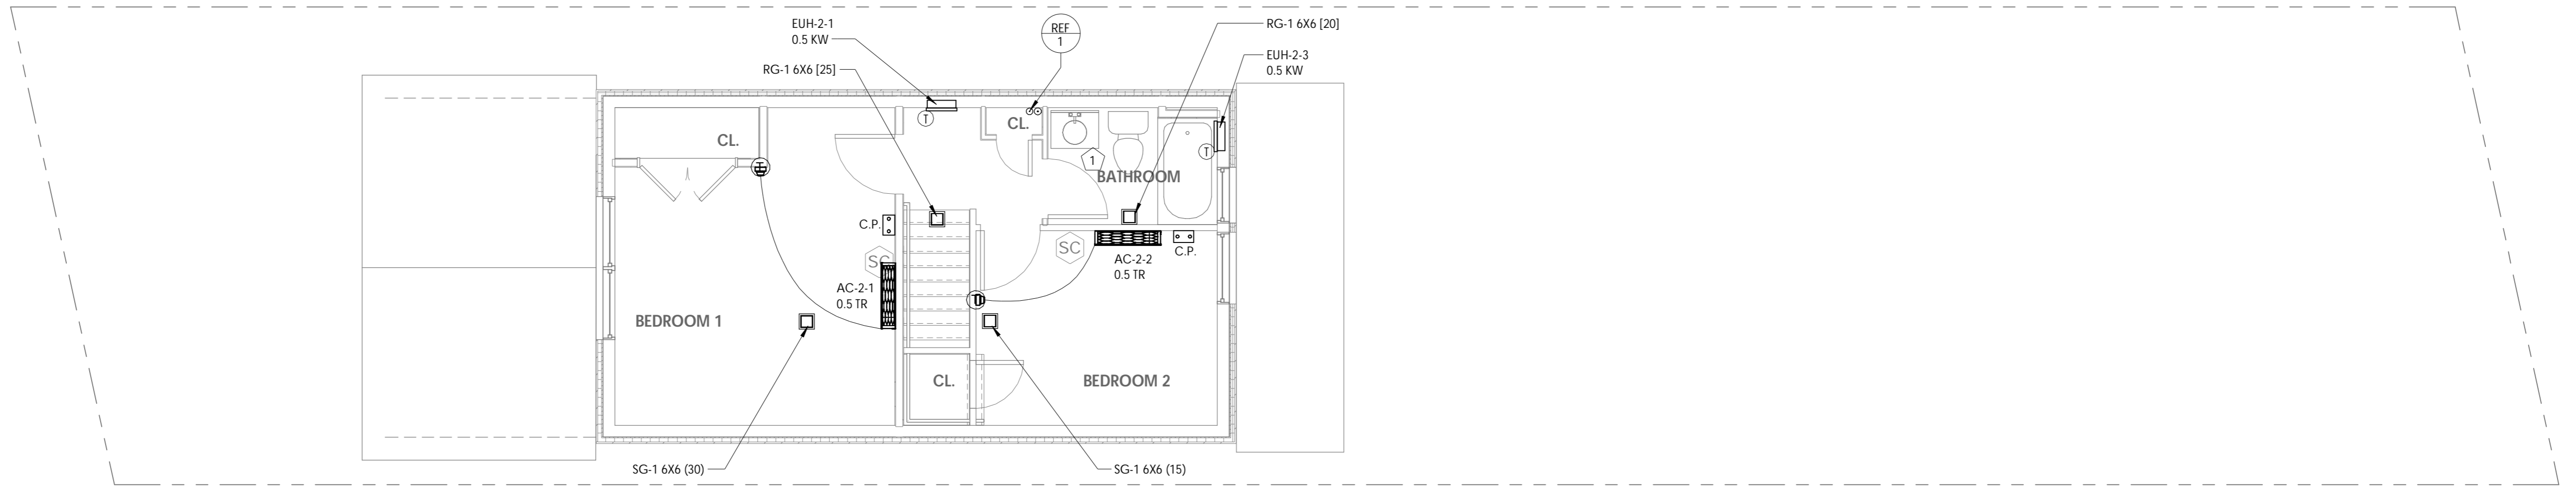 EUH-2-1
0.5 KW
REF
1
RG-1 6X6 [20]
EUH-2-3
0.5 KW
RG-1 6X6 [25]
T
CL.
CL.
T
1
BATHROOM
C.P.
SC
SC
C.P.
AC-2-2
0.5 TR
AC-2-1
0.5 TR
BEDROOM 1
CL.
BEDROOM 2
SG-1 6X6 (30)
SG-1 6X6 (15)